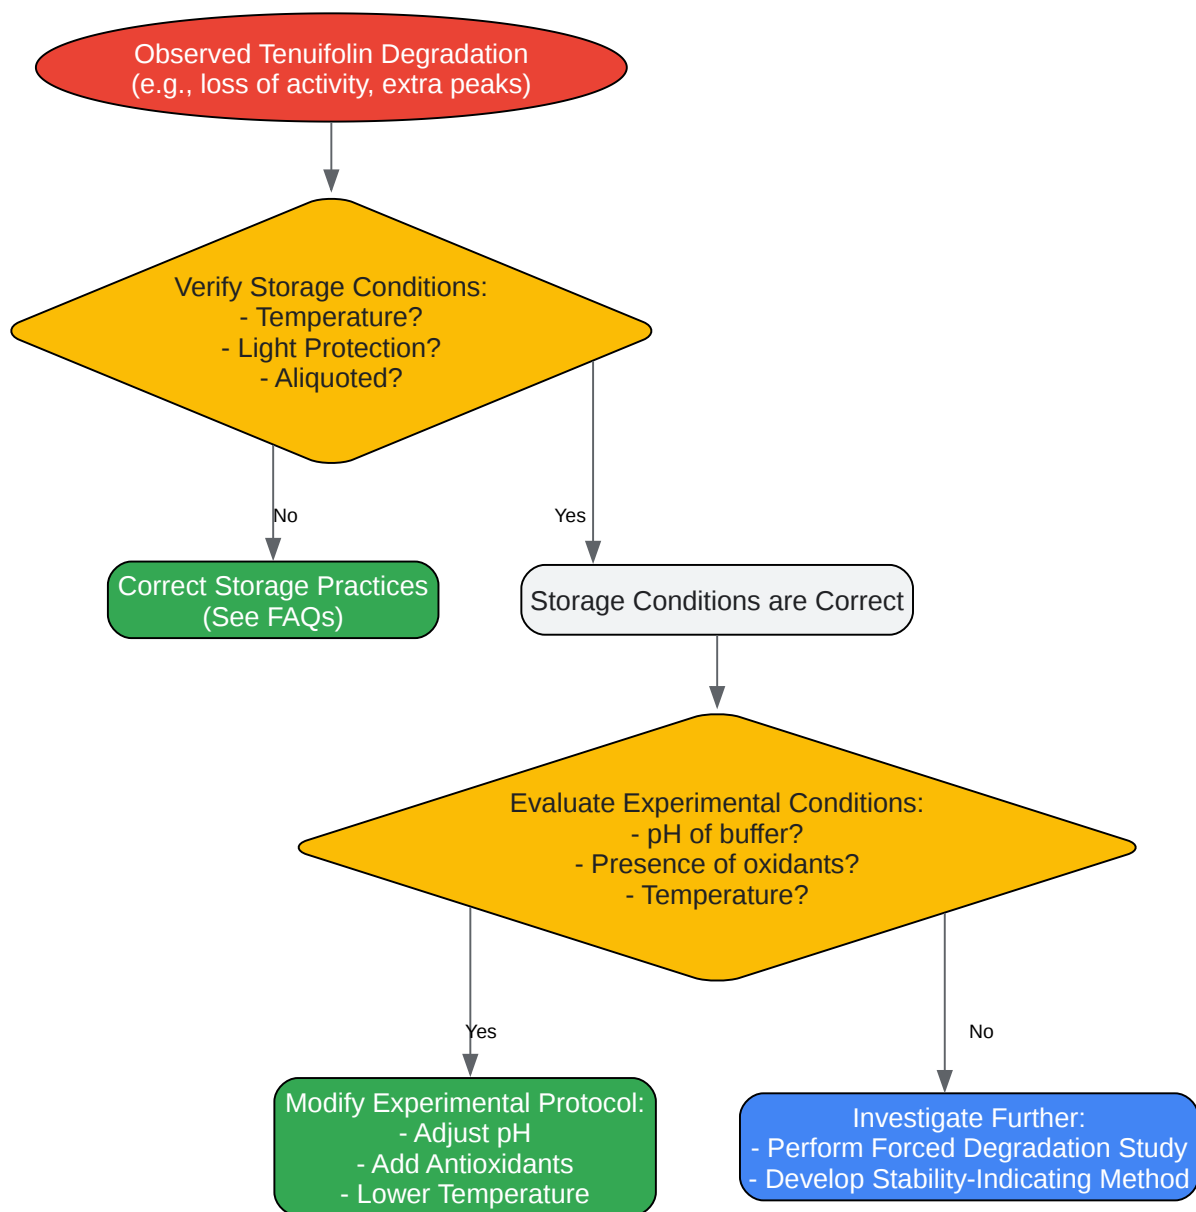 Observed Tenuifolin Degradation
(e.g., loss of activity, extra peaks)
Verify Storage Conditions:
- Temperature?
- Light Protection?
- Aliquoted?
No
Yes
Correct Storage Practices
(See FAQs)
Storage Conditions are Correct
Evaluate Experimental Conditions:
- pH of buffer?
- Presence of oxidants?
- Temperature?
Yes
No
Modify Experimental Protocol:
- Adjust pH
- Add Antioxidants
- Lower Temperature
Investigate Further:
- Perform Forced Degradation Study
- Develop Stability-Indicating Method